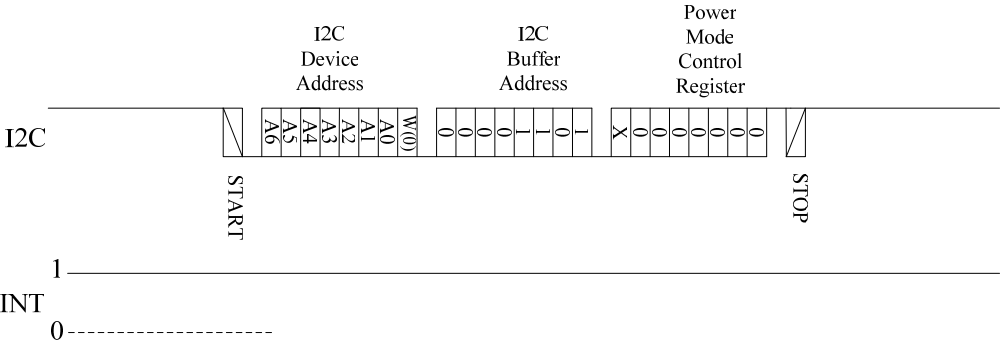 I2C
Device
Address
I2C
Buffer
Address
Power
Mode
Control
Register
I2C
A6 A5 A4 A3 A2 A1 A0 W(0)
0 0 0 0 1 1 0 1
X 0 0 0 0 0 0 0
START
STOP
1
INT
0